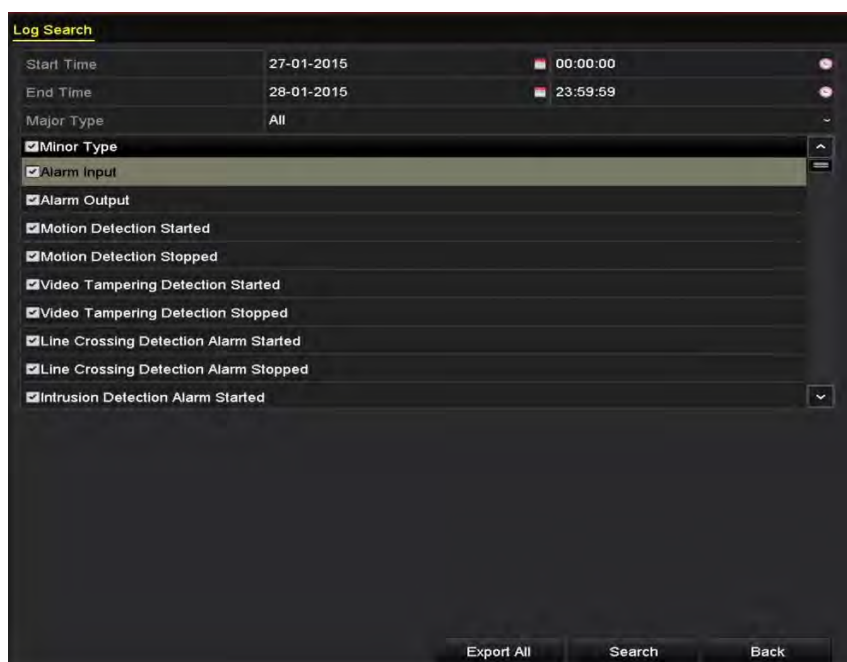 Log Search
Start Time 27-01-2015 00:00:00
End Time 28-01-2015 23:59:59
Major Type All
Minor Type
Alarm Input
Alarm Output
Motion Detection Started
Motion Detection Stopped
Video Tampering Detection Started
Video Tampering Detection Stopped
Line Crossing Detection Alarm Started
Line Crossing Detection Alarm Stopped
Intrusion Detection Alarm Started
Export All Search Back